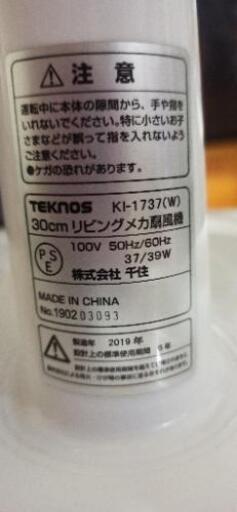 注意
運転中に本体の隙間から、手や指を
いれないでください。特に小さいお子
さまなどが誤って指を入れないよう
ご注意ください。
●ケガの恐れあり。
TEKNOS KI-1737(W)
30cm リビングメカ扇風機
PSE
100V 50Hz/60Hz
37/39W
株式会社 千住
MADE IN CHINA
No.190203093
製造年 2019年
設計上の標準使用期間 5年